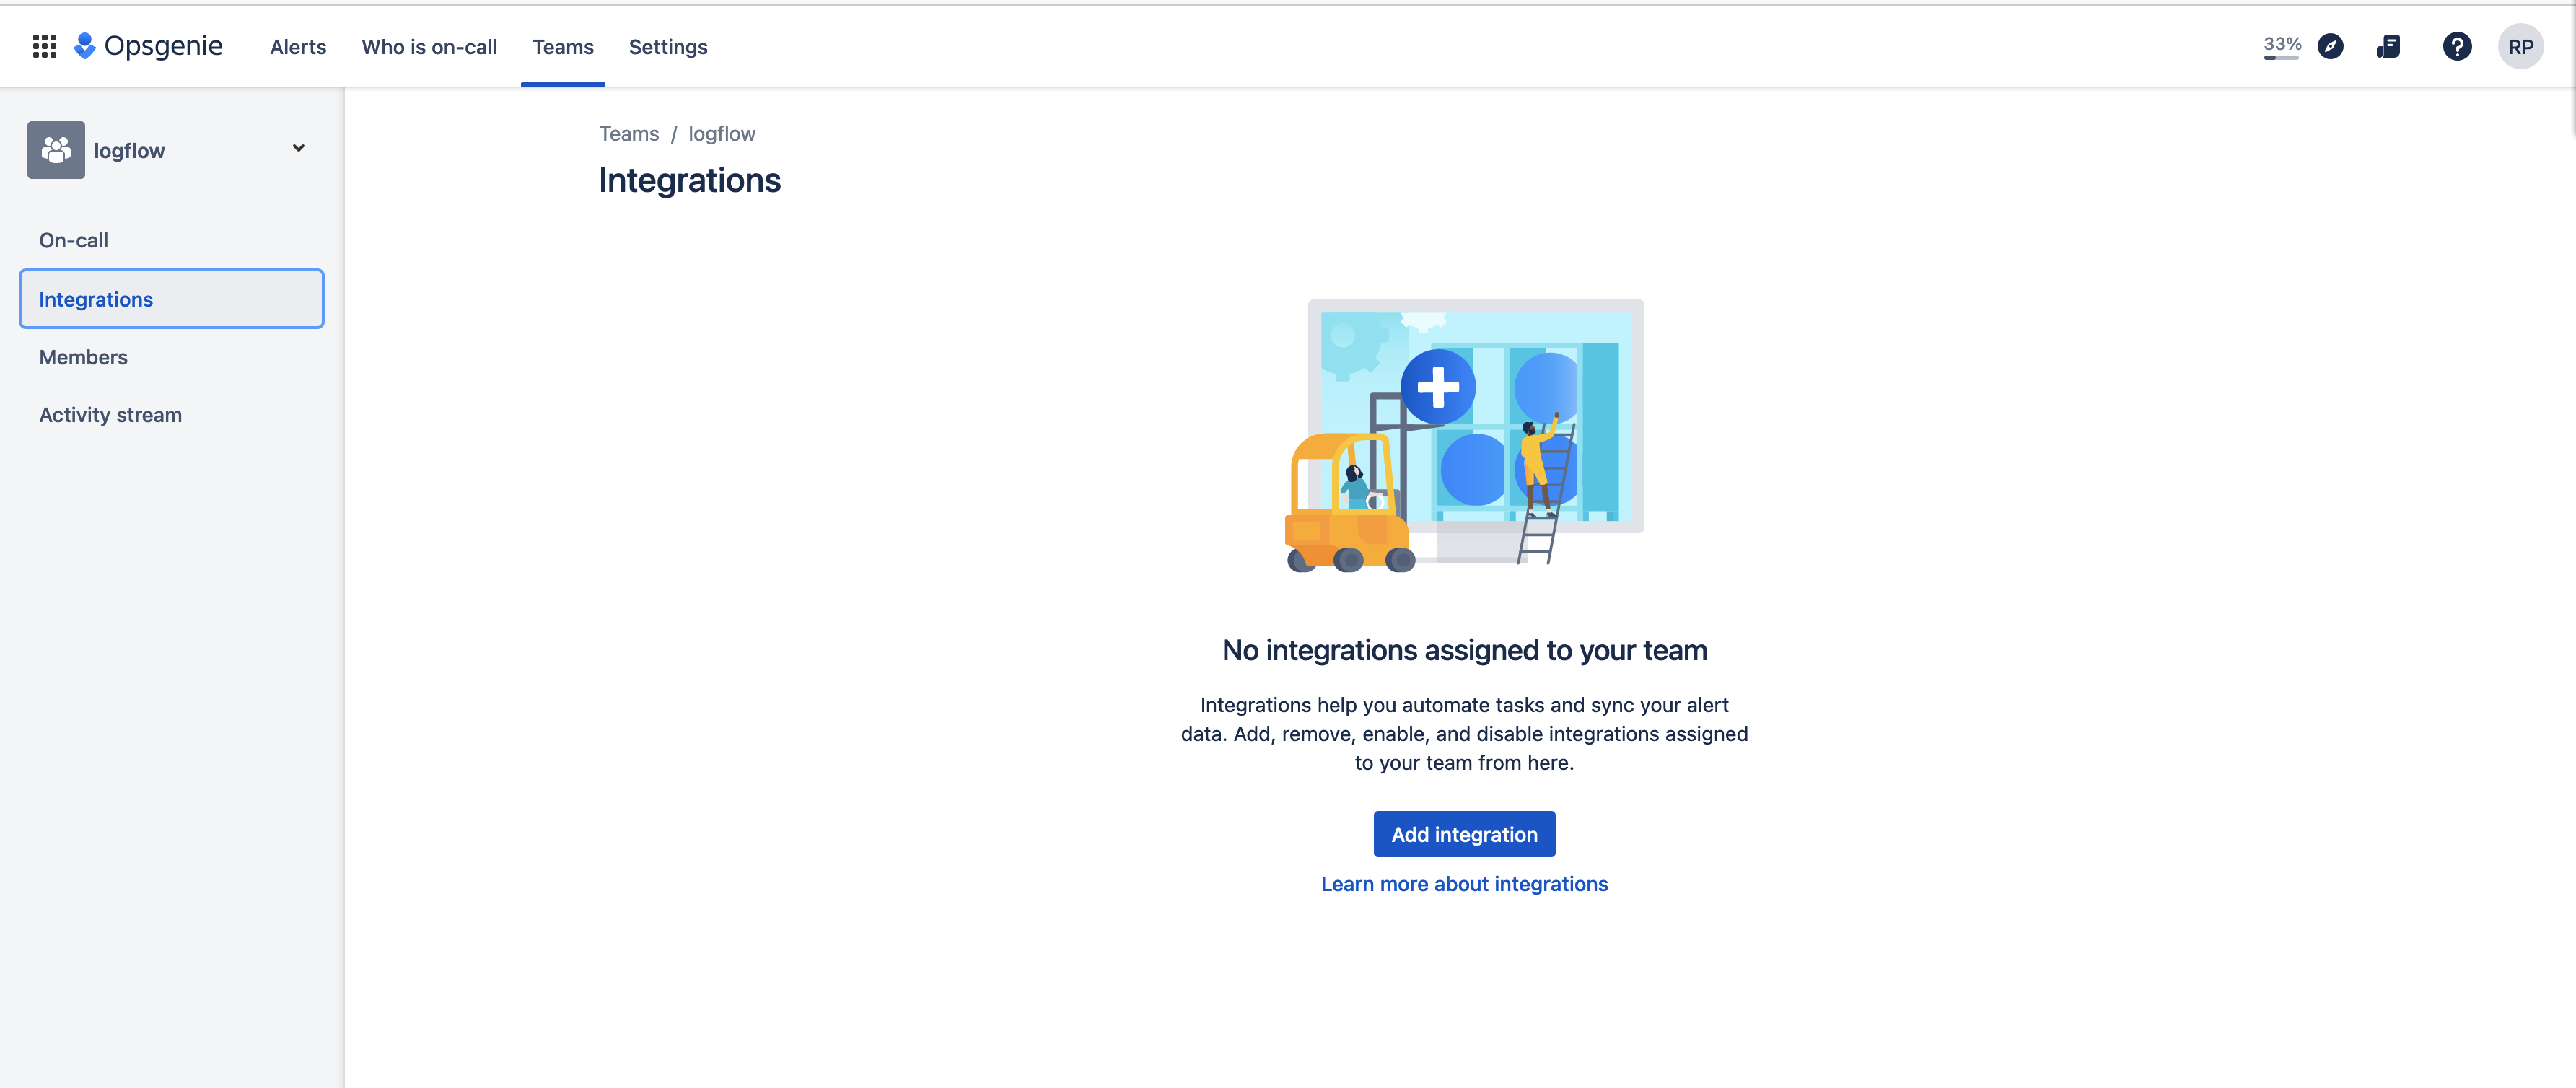 Opsgenie Alerts Who is on-call Teams Settings 33% RP
logflow
On-call
Integrations
Members
Activity stream
Teams / logflow
Integrations
No integrations assigned to your team
Integrations help you automate tasks and sync your alert
data. Add, remove, enable, and disable integrations assigned
to your team from here.
Add integration
Learn more about integrations